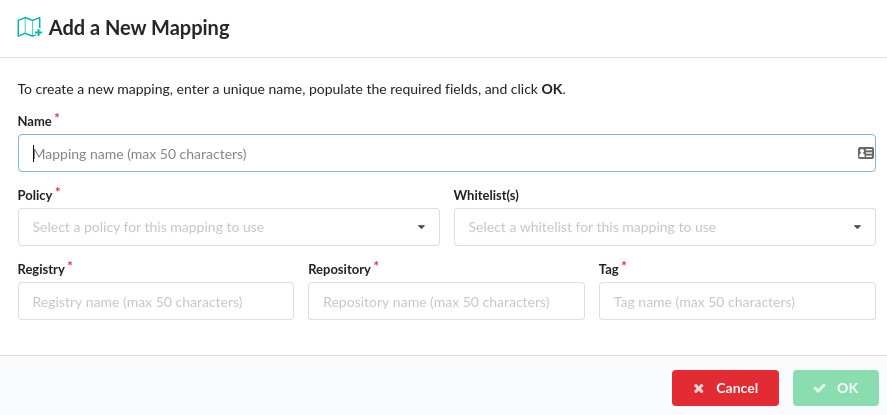 Add a New Mapping
To create a new mapping, enter a unique name, populate the required fields, and click OK.
Name *
Mapping name (max 50 characters)
Policy * Whitelist(s)
Select a policy for this mapping to use Select a whitelist for this mapping to use
Registry * Repository * Tag *
Registry name (max 50 characters) Repository name (max 50 characters) Tag name (max 50 characters)
Cancel OK